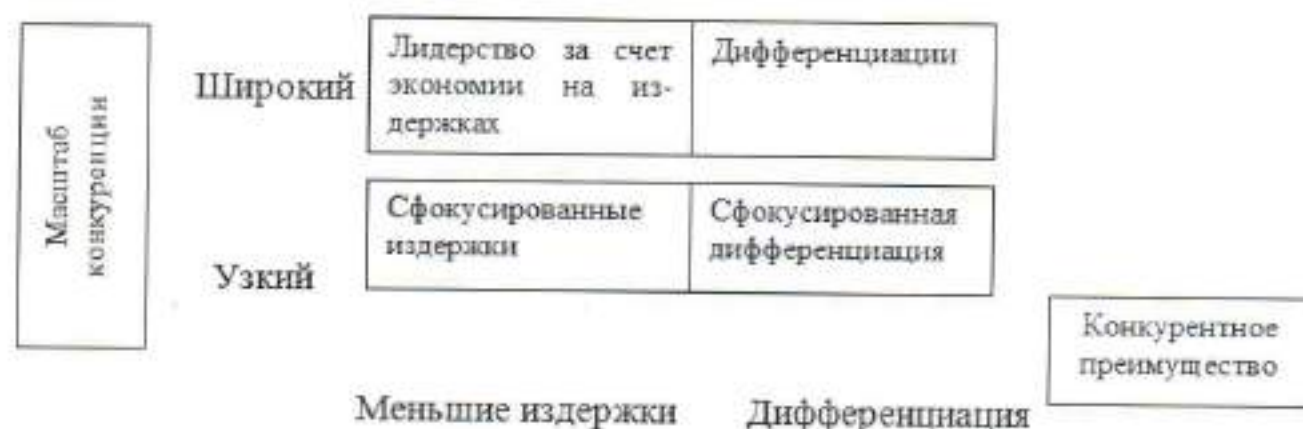 Масштаб
конкуренции
Широкий
Лидерство за счет
экономии на из-
держках
Дифференциации
Узкий
Сфокусированные
издержки
Сфокусированная
дифференциация
Конкурентное
преимущество
Меньшие издержки
Дифференциация